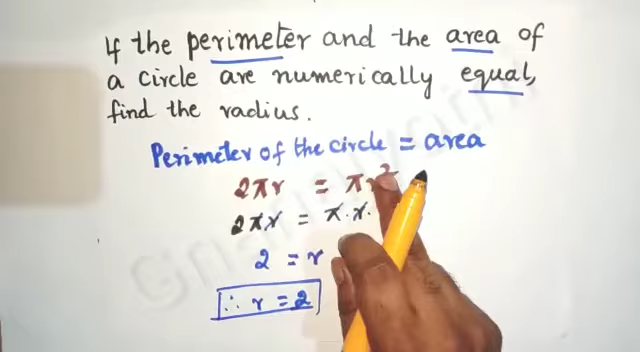 If the perimeter and the area of
a circle are numerically equal,
find the radius.
Perimeter of the circle = area
2πr = πr²
2πr = π.r.
2 = r
∴ r = 2